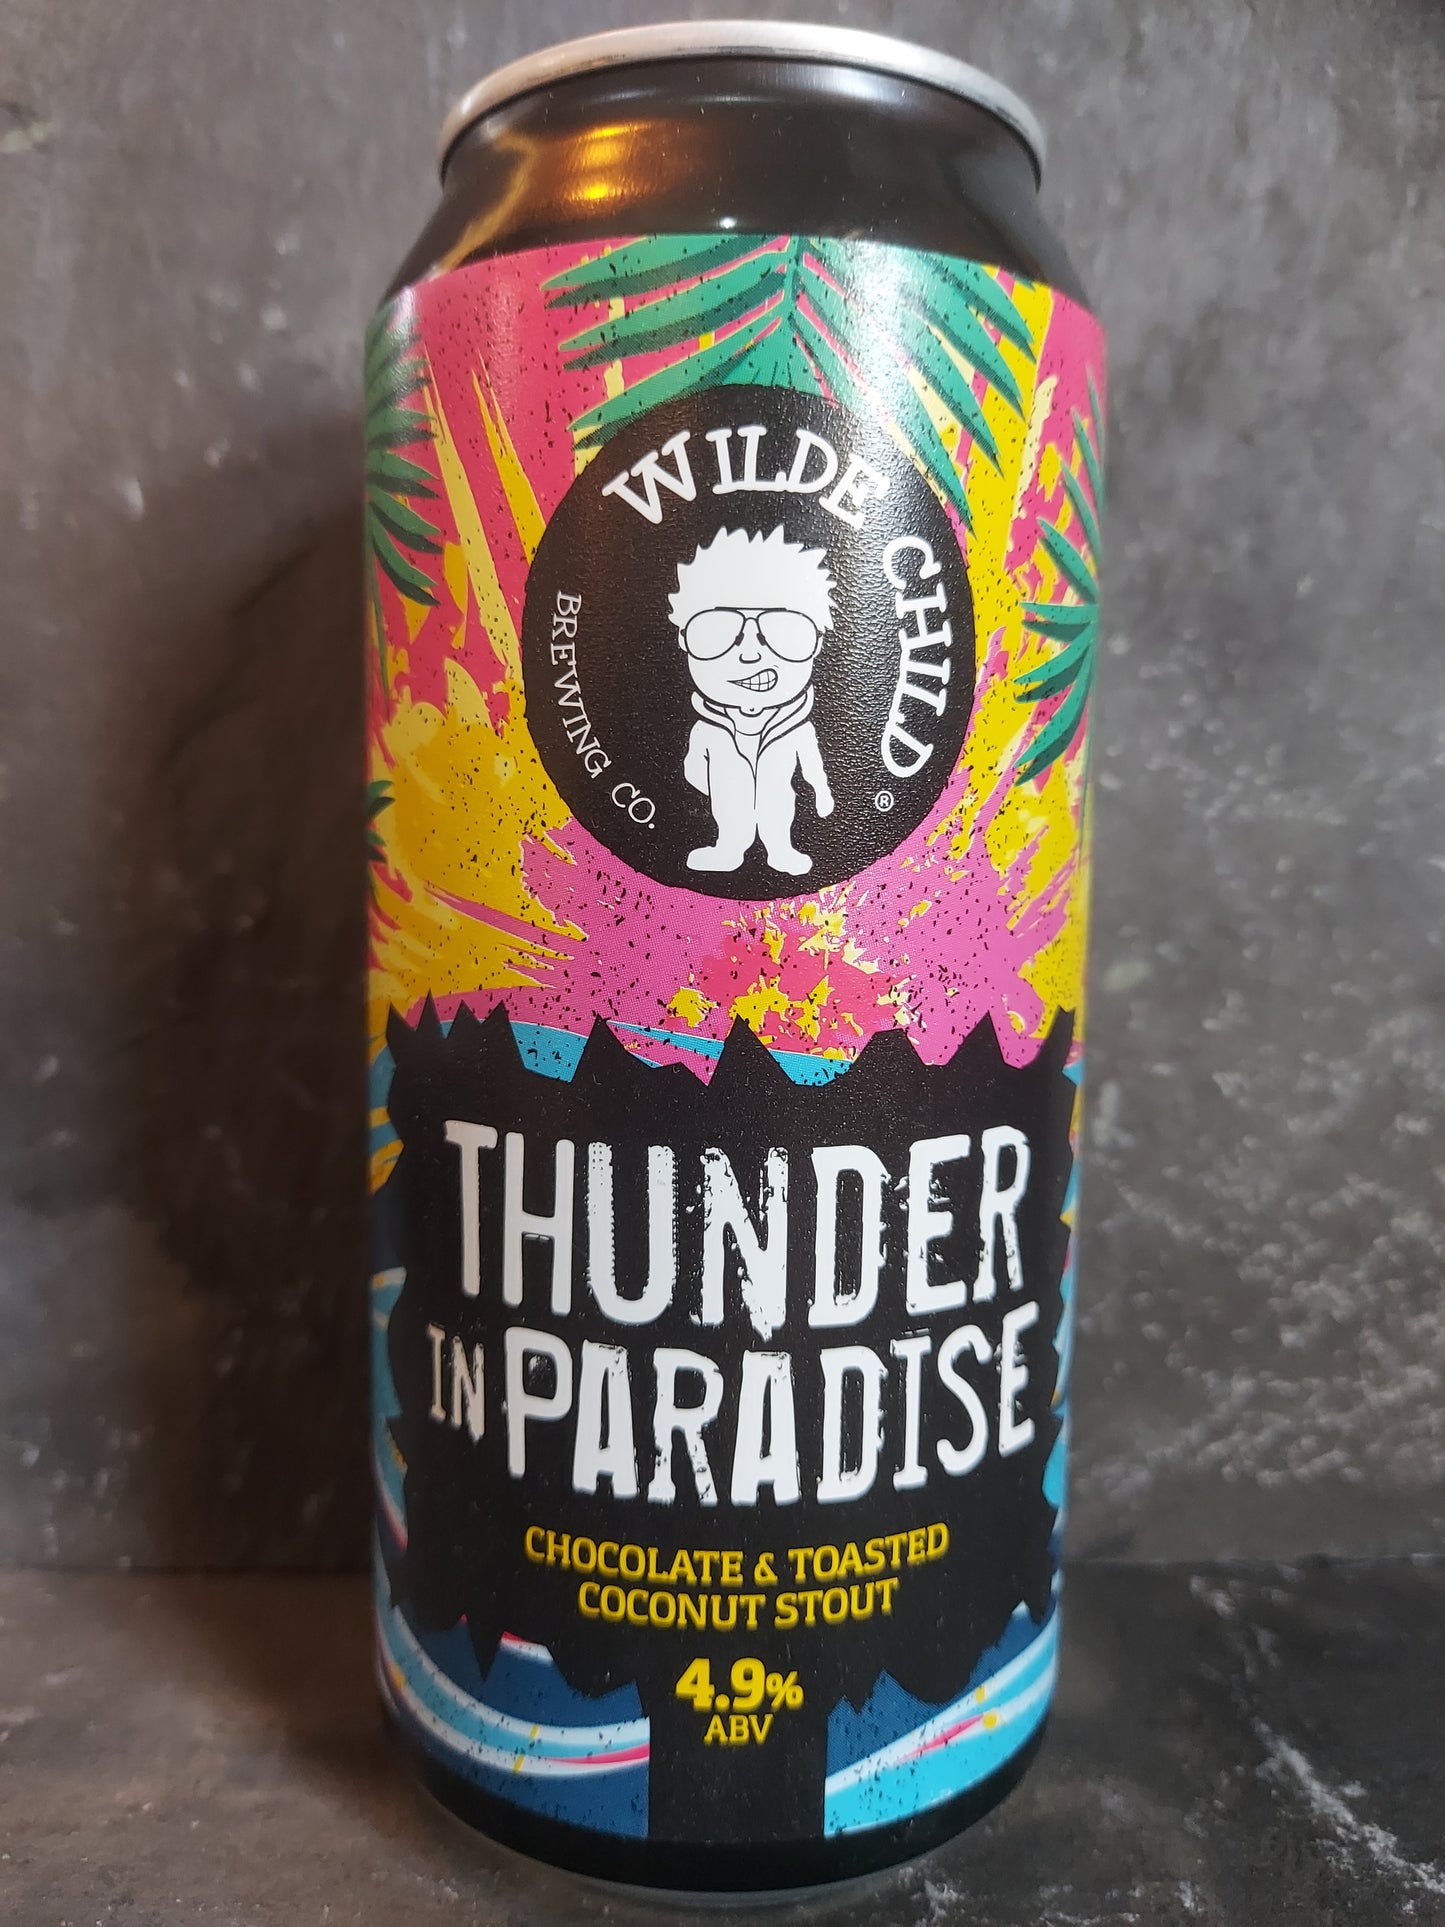 WILDE CHILD
BREWING CO.
®
THUNDER
IN PARADISE
CHOCOLATE & TOASTED
COCONUT STOUT
4.9%
ABV